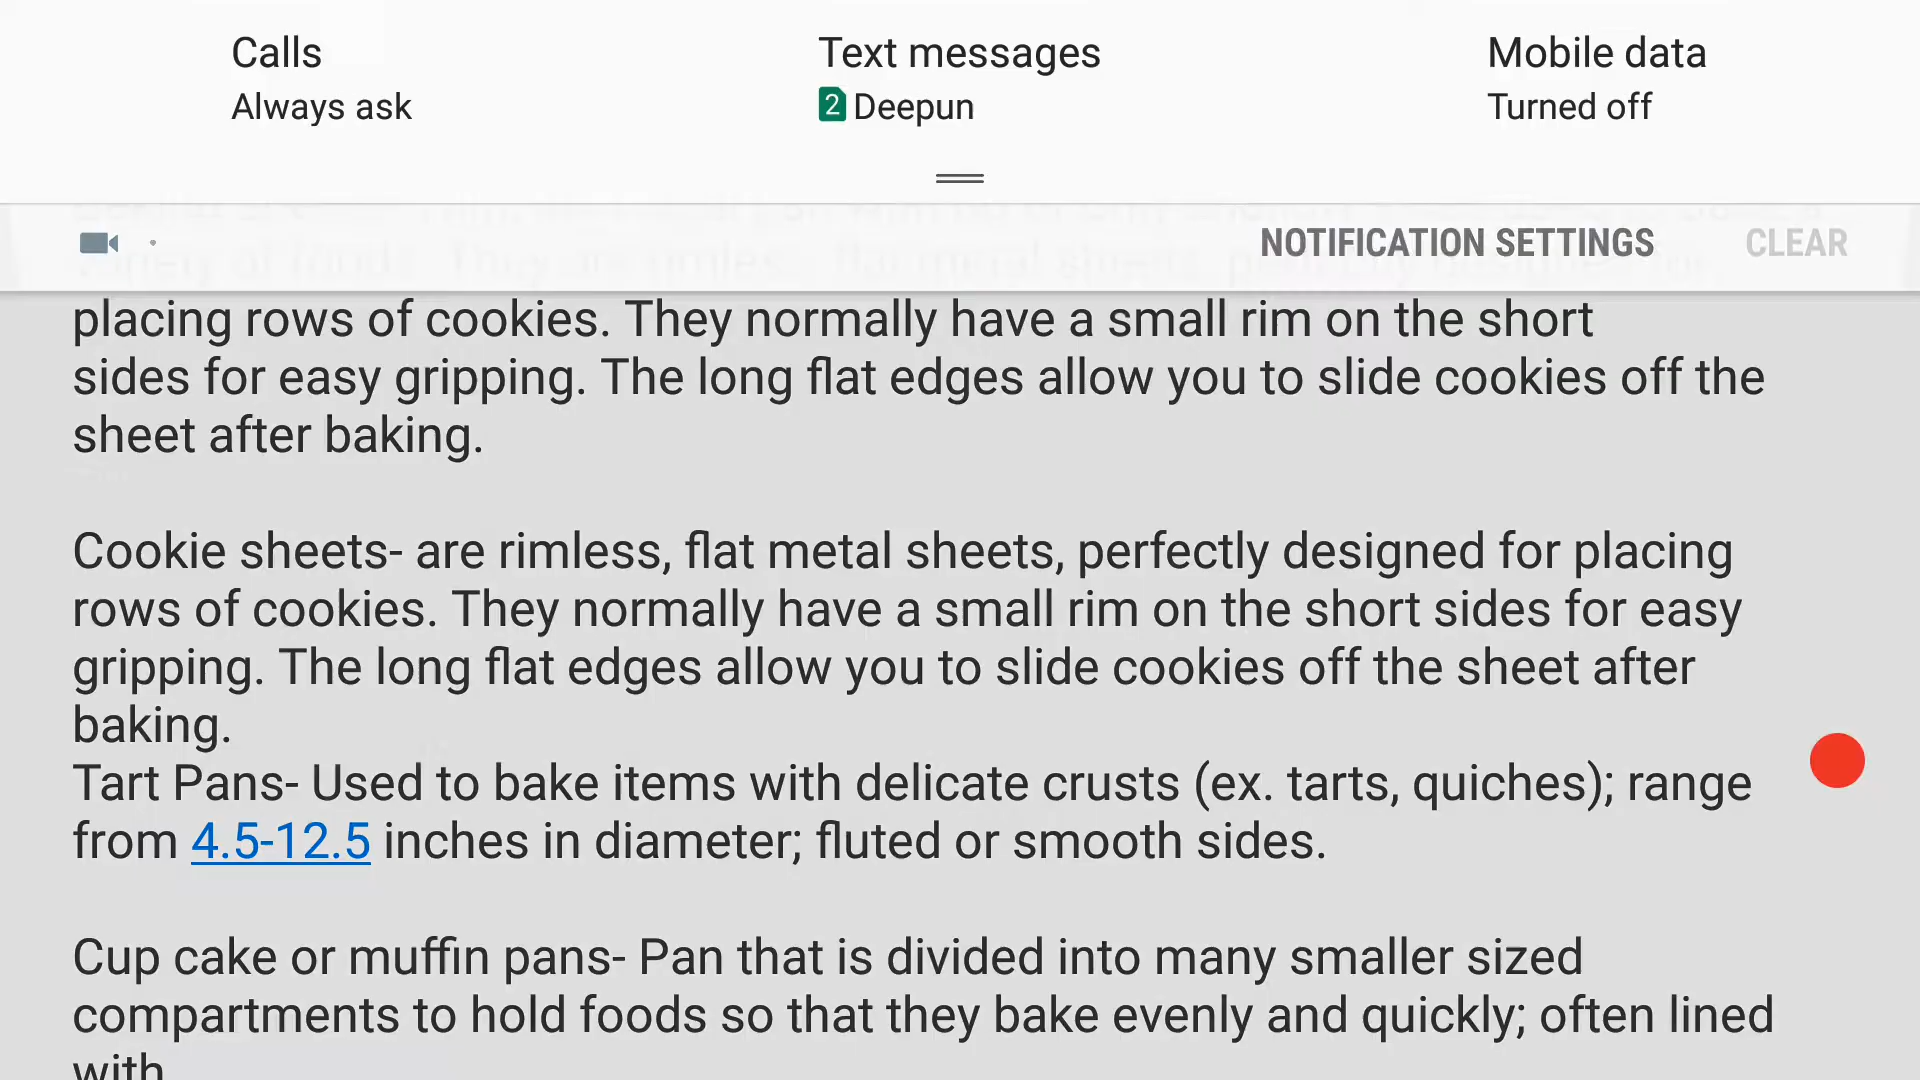 Calls
Always ask
Text messages
2 Deepun
Mobile data
Turned off
NOTIFICATION SETTINGS
CLEAR
placing rows of cookies. They normally have a small rim on the short
sides for easy gripping. The long flat edges allow you to slide cookies off the
sheet after baking.
Cookie sheets- are rimless, flat metal sheets, perfectly designed for placing
rows of cookies. They normally have a small rim on the short sides for easy
gripping. The long flat edges allow you to slide cookies off the sheet after
baking.
Tart Pans- Used to bake items with delicate crusts (ex. tarts, quiches); range
from 4.5-12.5 inches in diameter; fluted or smooth sides.
Cup cake or muffin pans- Pan that is divided into many smaller sized
compartments to hold foods so that they bake evenly and quickly; often lined
with